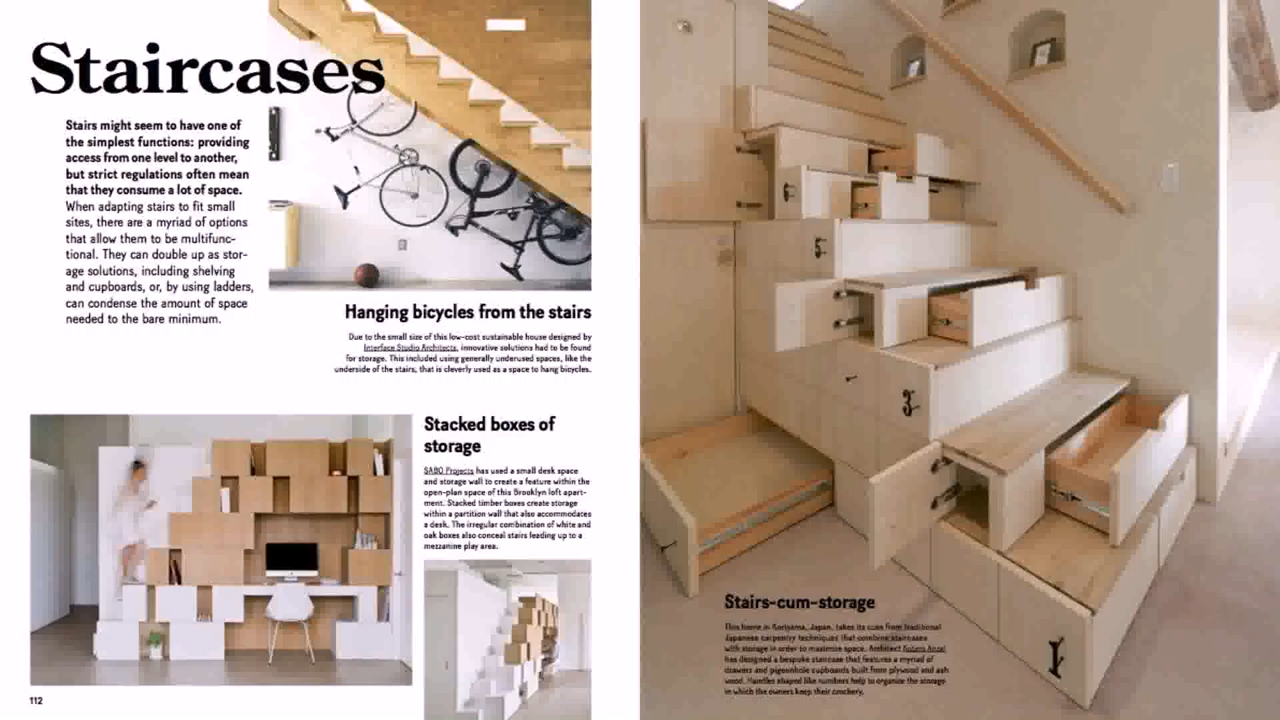 Staircases
Stairs might seem to have one of
the simplest functions: providing
access from one level to another,
but strict regulations often mean
that they consume a lot of space.
When adapting stairs to fit small
sites, there are a myriad of options
that allow them to be multifunc-
tional. They can double up as stor-
age solutions, including shelving
and cupboards, or, by using ladders,
can condense the amount of space
needed to the bare minimum.
Hanging bicycles from the stairs
Due to the small size of this low-cost sustainable house designed by
Interface Studio Architects, innovative solutions had to be found
for storage. This included using generally underused spaces, like the
underside of the stairs, that is cleverly used as a space to hang bicycles.
Stacked boxes of
storage
SABO Projects has used a small desk space
and storage wall to create a feature within the
open-plan space of this Brooklyn loft apart-
ment. Stacked timber boxes create storage
within a partition wall that also accommodates
a desk. The irregular combination of white and
oak boxes also conceal stairs leading up to a
mezzanine play area.
112
6
5
3
1
Stairs-cum-storage
This home in Koriyama, Japan, takes its cues from traditional
Japanese carpentry techniques that combine staircases
with storage in order to maximise space. Architect
has designed a bespoke staircase that features a myriad of
drawers and pigeonhole cupboards built from plywood and ash
wood. Handles shaped like numbers help to organize the storage
in which the owners keep their crockery.